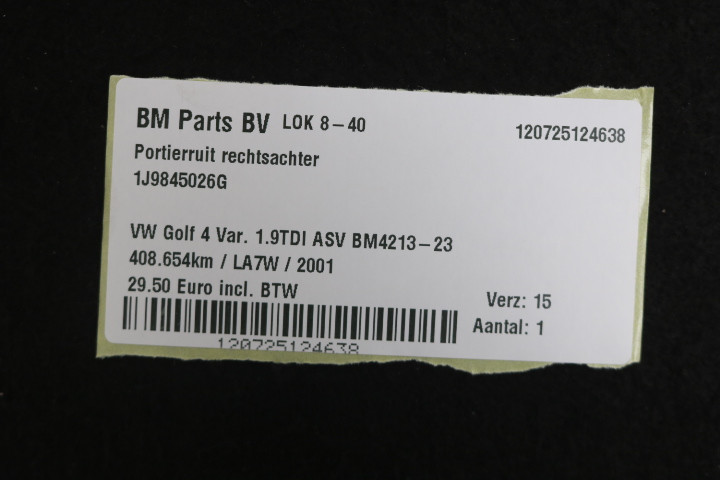 BM Parts BV LOK 8-40
120725124638
Portierruit rechtsachter
1J9845026G
VW Golf 4 Var. 1.9TDI ASV BM4213-23
408.654km / LA7W / 2001
29.50 Euro incl. BTW
Verz: 15
Aantal: 1
120725124638